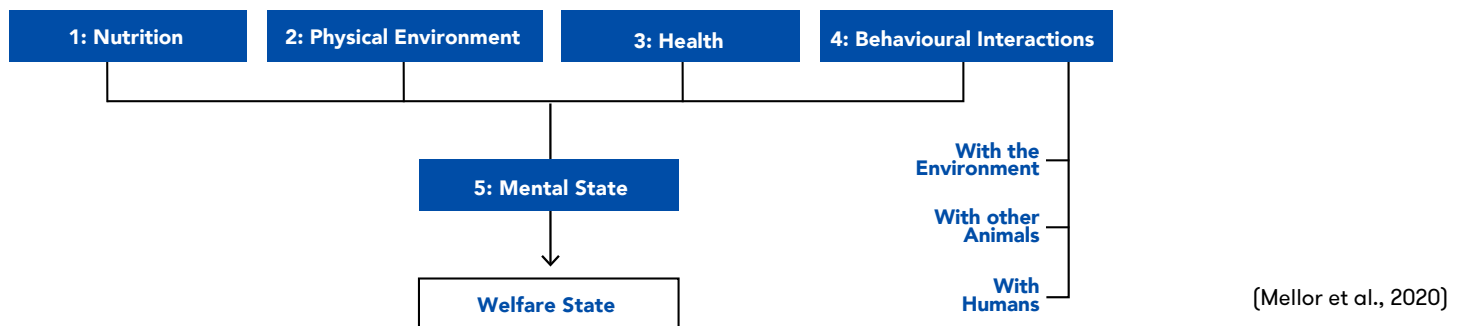 1: Nutrition
2: Physical Environment
3: Health
4: Behavioural Interactions
With the
Environment
5: Mental State
With other
Animals
With
Humans
Welfare State
(Mellor et al., 2020)